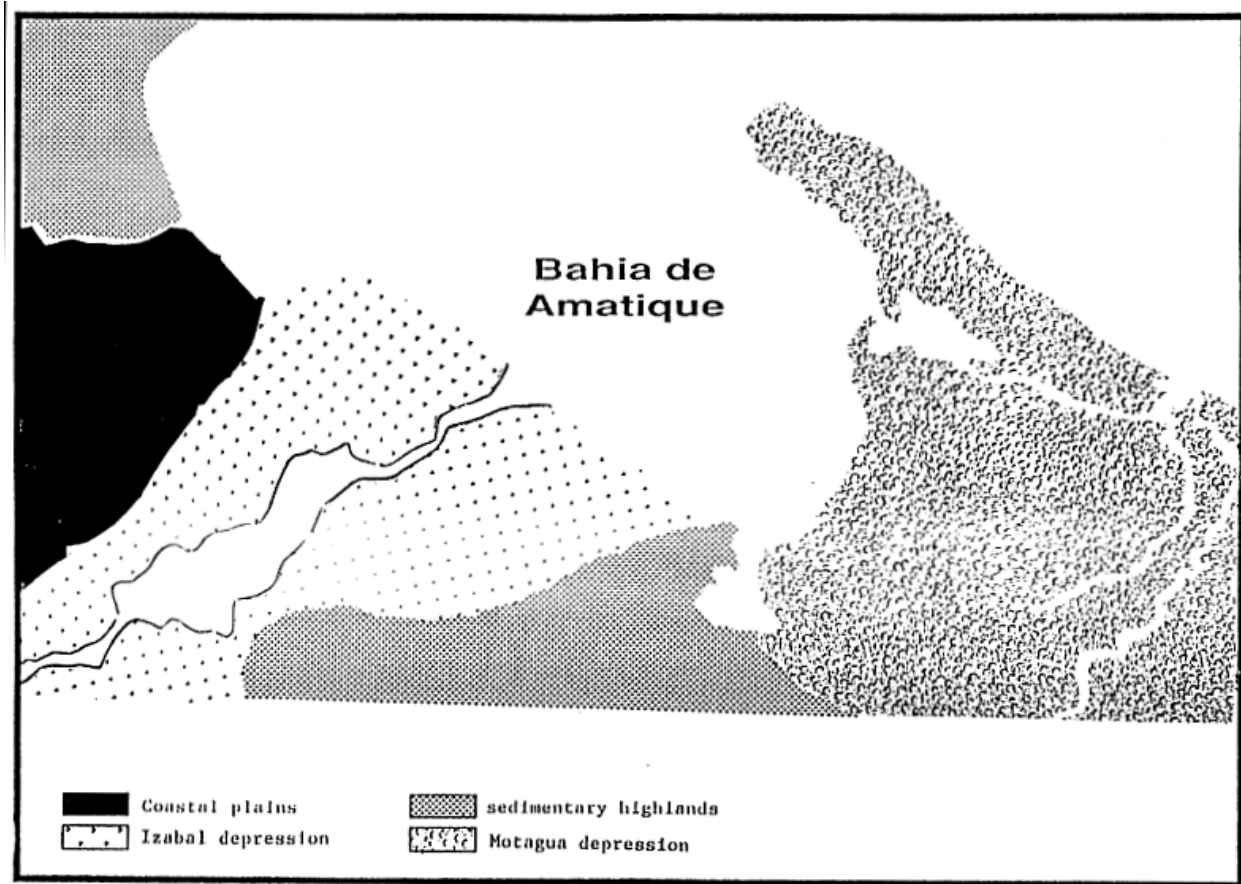 Bahia de
Amatique
Coastal plains
sedimentary highlands
Izabal depression
Motagua depression